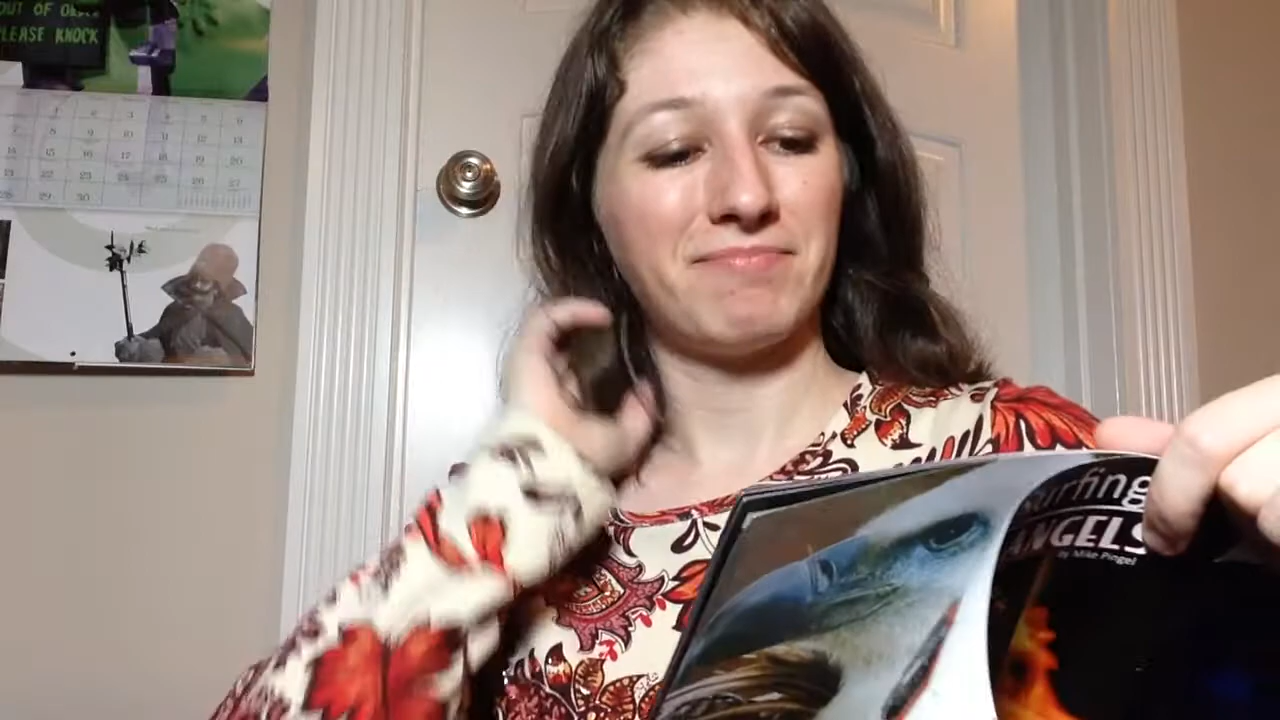 OUT OF ORDER
PLEASE KNOCK
1 2 3 4 5 6
7 8 9 10 11 12 13
14 15 16 17 18 19 20
21 22 23 24 25 26 27
28 29 30
surfing
ANGELS
by Mike Pingel